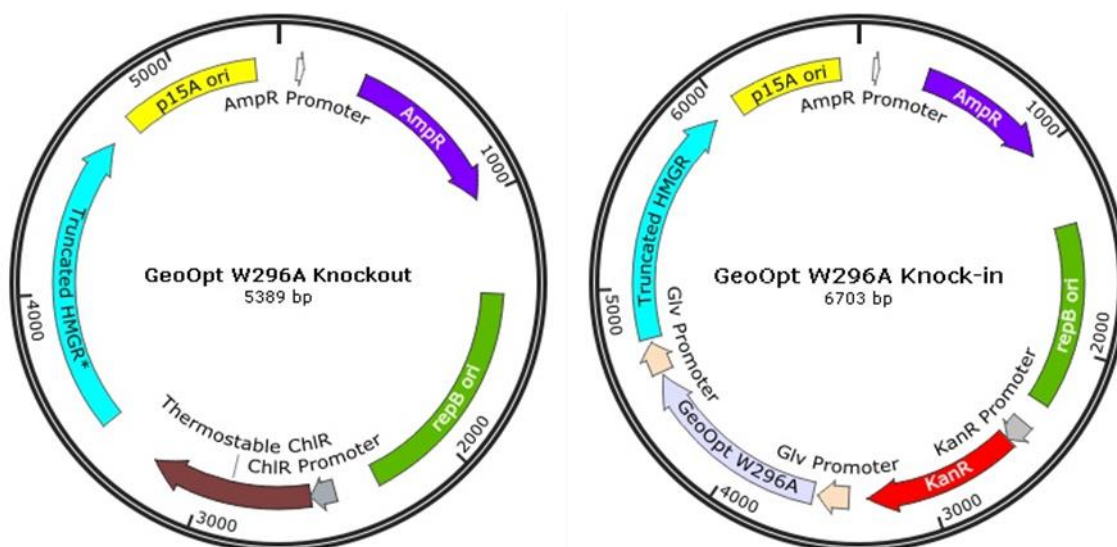 5000
p15A ori
AmpR Promoter
AmpR
1000
Truncated HMGR*
GeoOpt W296A Knockout
5389 bp
4000
repB ori
Thermostable ChlR
ChlR Promoter
2000
3000
6000
p15A ori
AmpR Promoter
AmpR
1000
Truncated HMGR
GeoOpt W296A Knock-in
6703 bp
5000
Glv Promoter
repB ori
2000
KanR Promoter
GeoOpt W296A
Glv Promoter
KanR
4000
3000